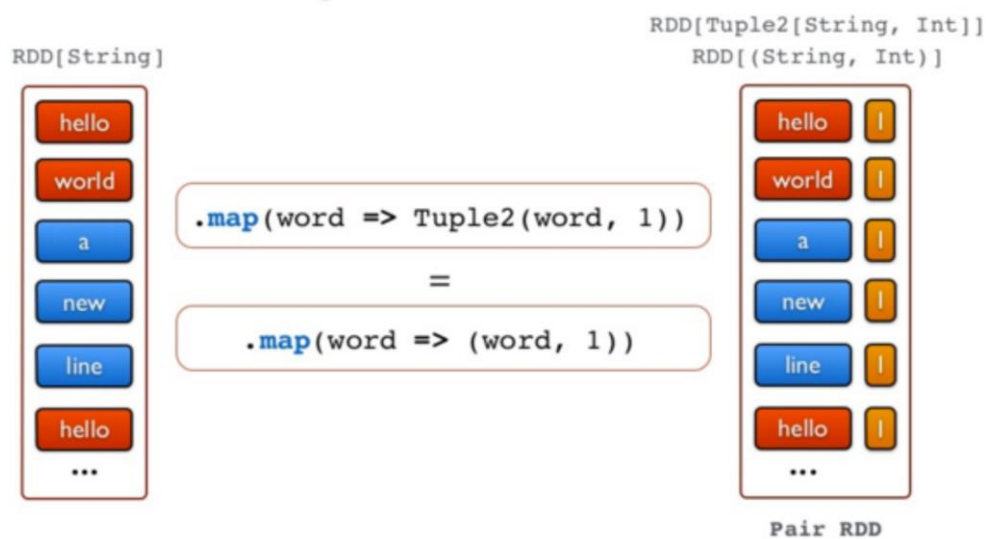 RDD[Tuple2[String, Int]]
RDD[String]
RDD[(String, Int)]
hello
world
a
new
line
hello
...
.map(word => Tuple2(word, 1))
=
.map(word => (word, 1))
hello 1
world 1
a 1
new 1
line 1
hello 1
...
Pair RDD